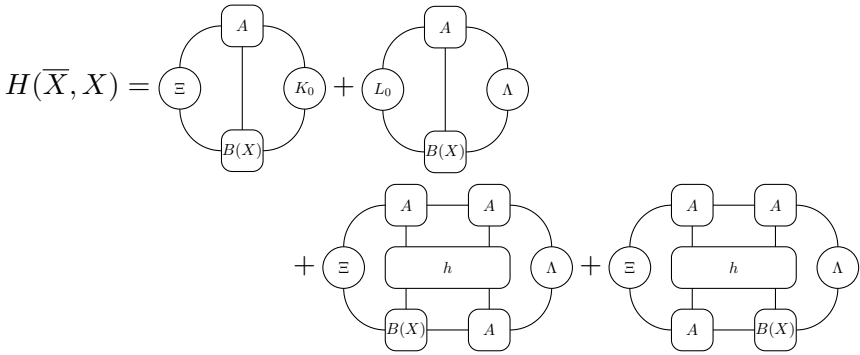 H(X̅, X) = Ξ A B(X) K₀ + L₀ A B(X) Λ
+ Ξ A A h B(X) A Λ + Ξ A A h A B(X) Λ